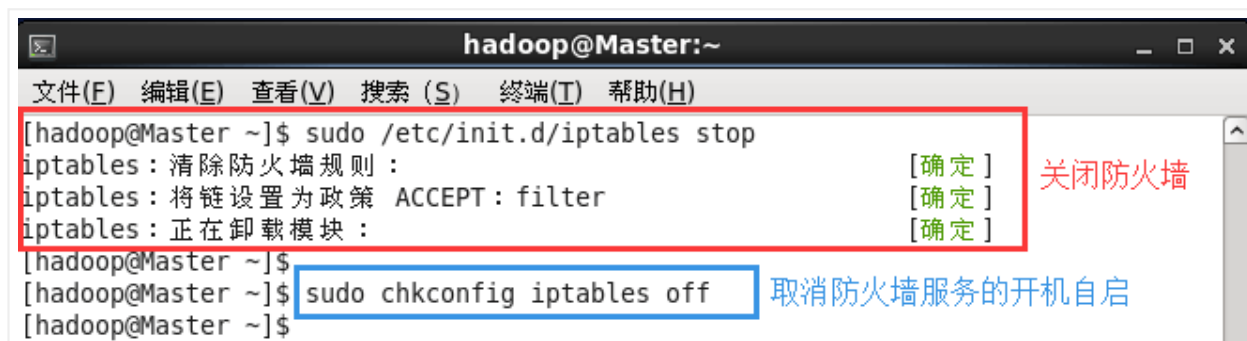 hadoop@Master:~
文件(F) 编辑(E) 查看(V) 搜索 (S) 终端(T) 帮助(H)
[hadoop@Master ~]$ sudo /etc/init.d/iptables stop
iptables：清除防火墙规则： [确定]
iptables：将链设置为政策 ACCEPT：filter [确定]
iptables：正在卸载模块： [确定]
关闭防火墙
[hadoop@Master ~]$
[hadoop@Master ~]$ sudo chkconfig iptables off 取消防火墙服务的开机自启
[hadoop@Master ~]$